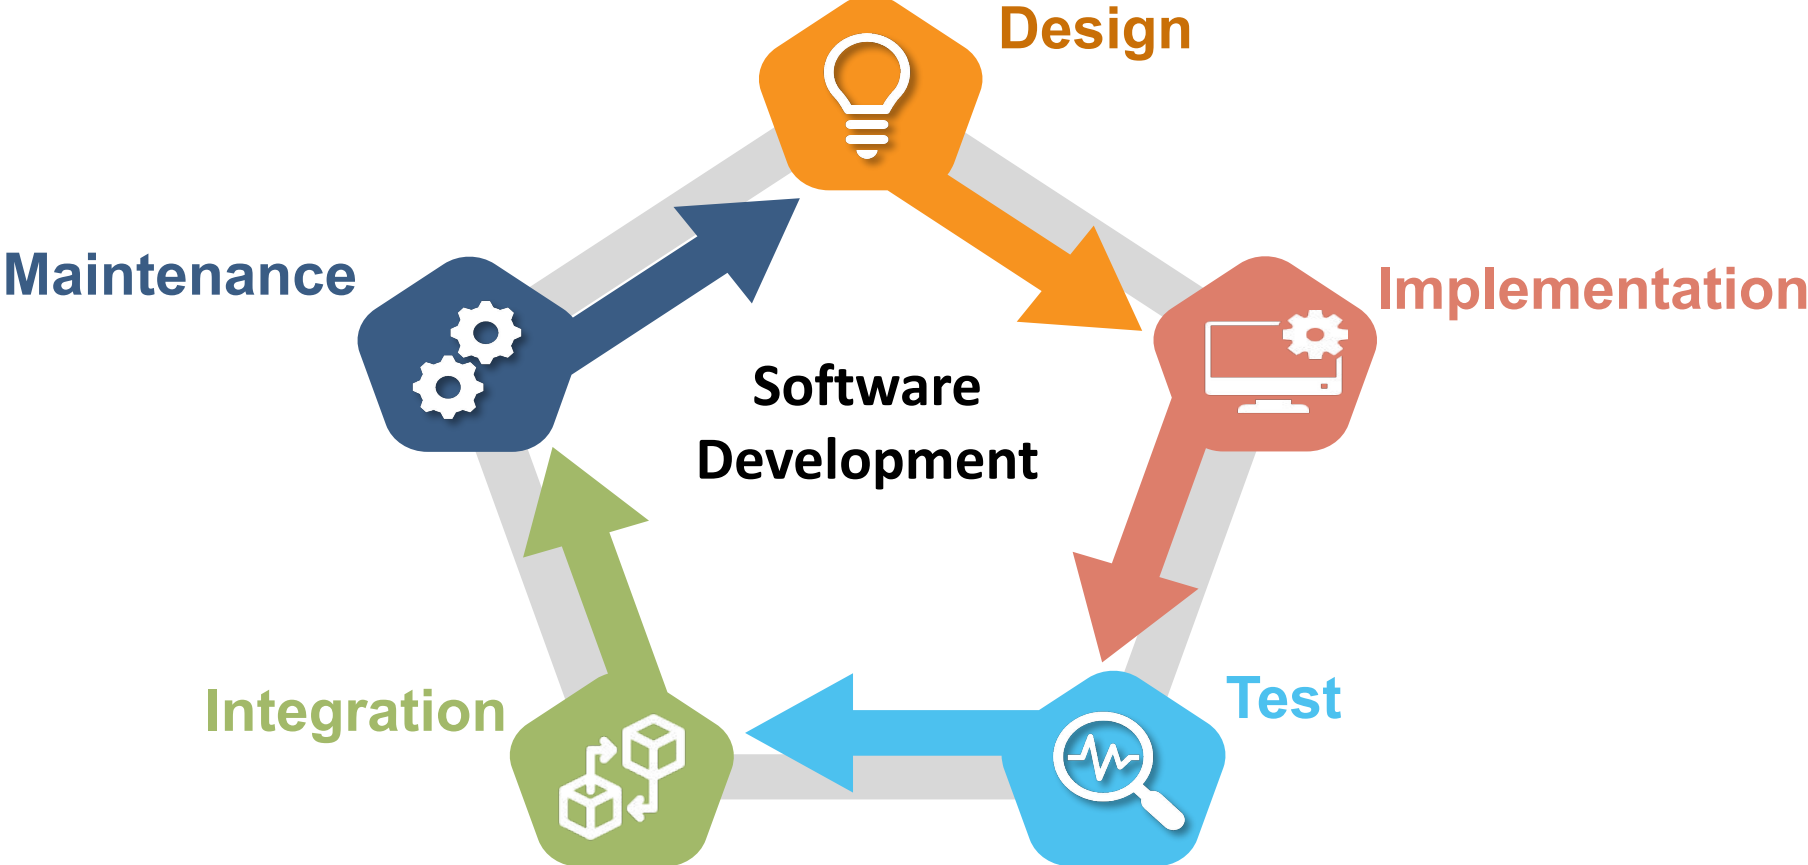 Design
Maintenance
Implementation
Software
Development
Integration
Test